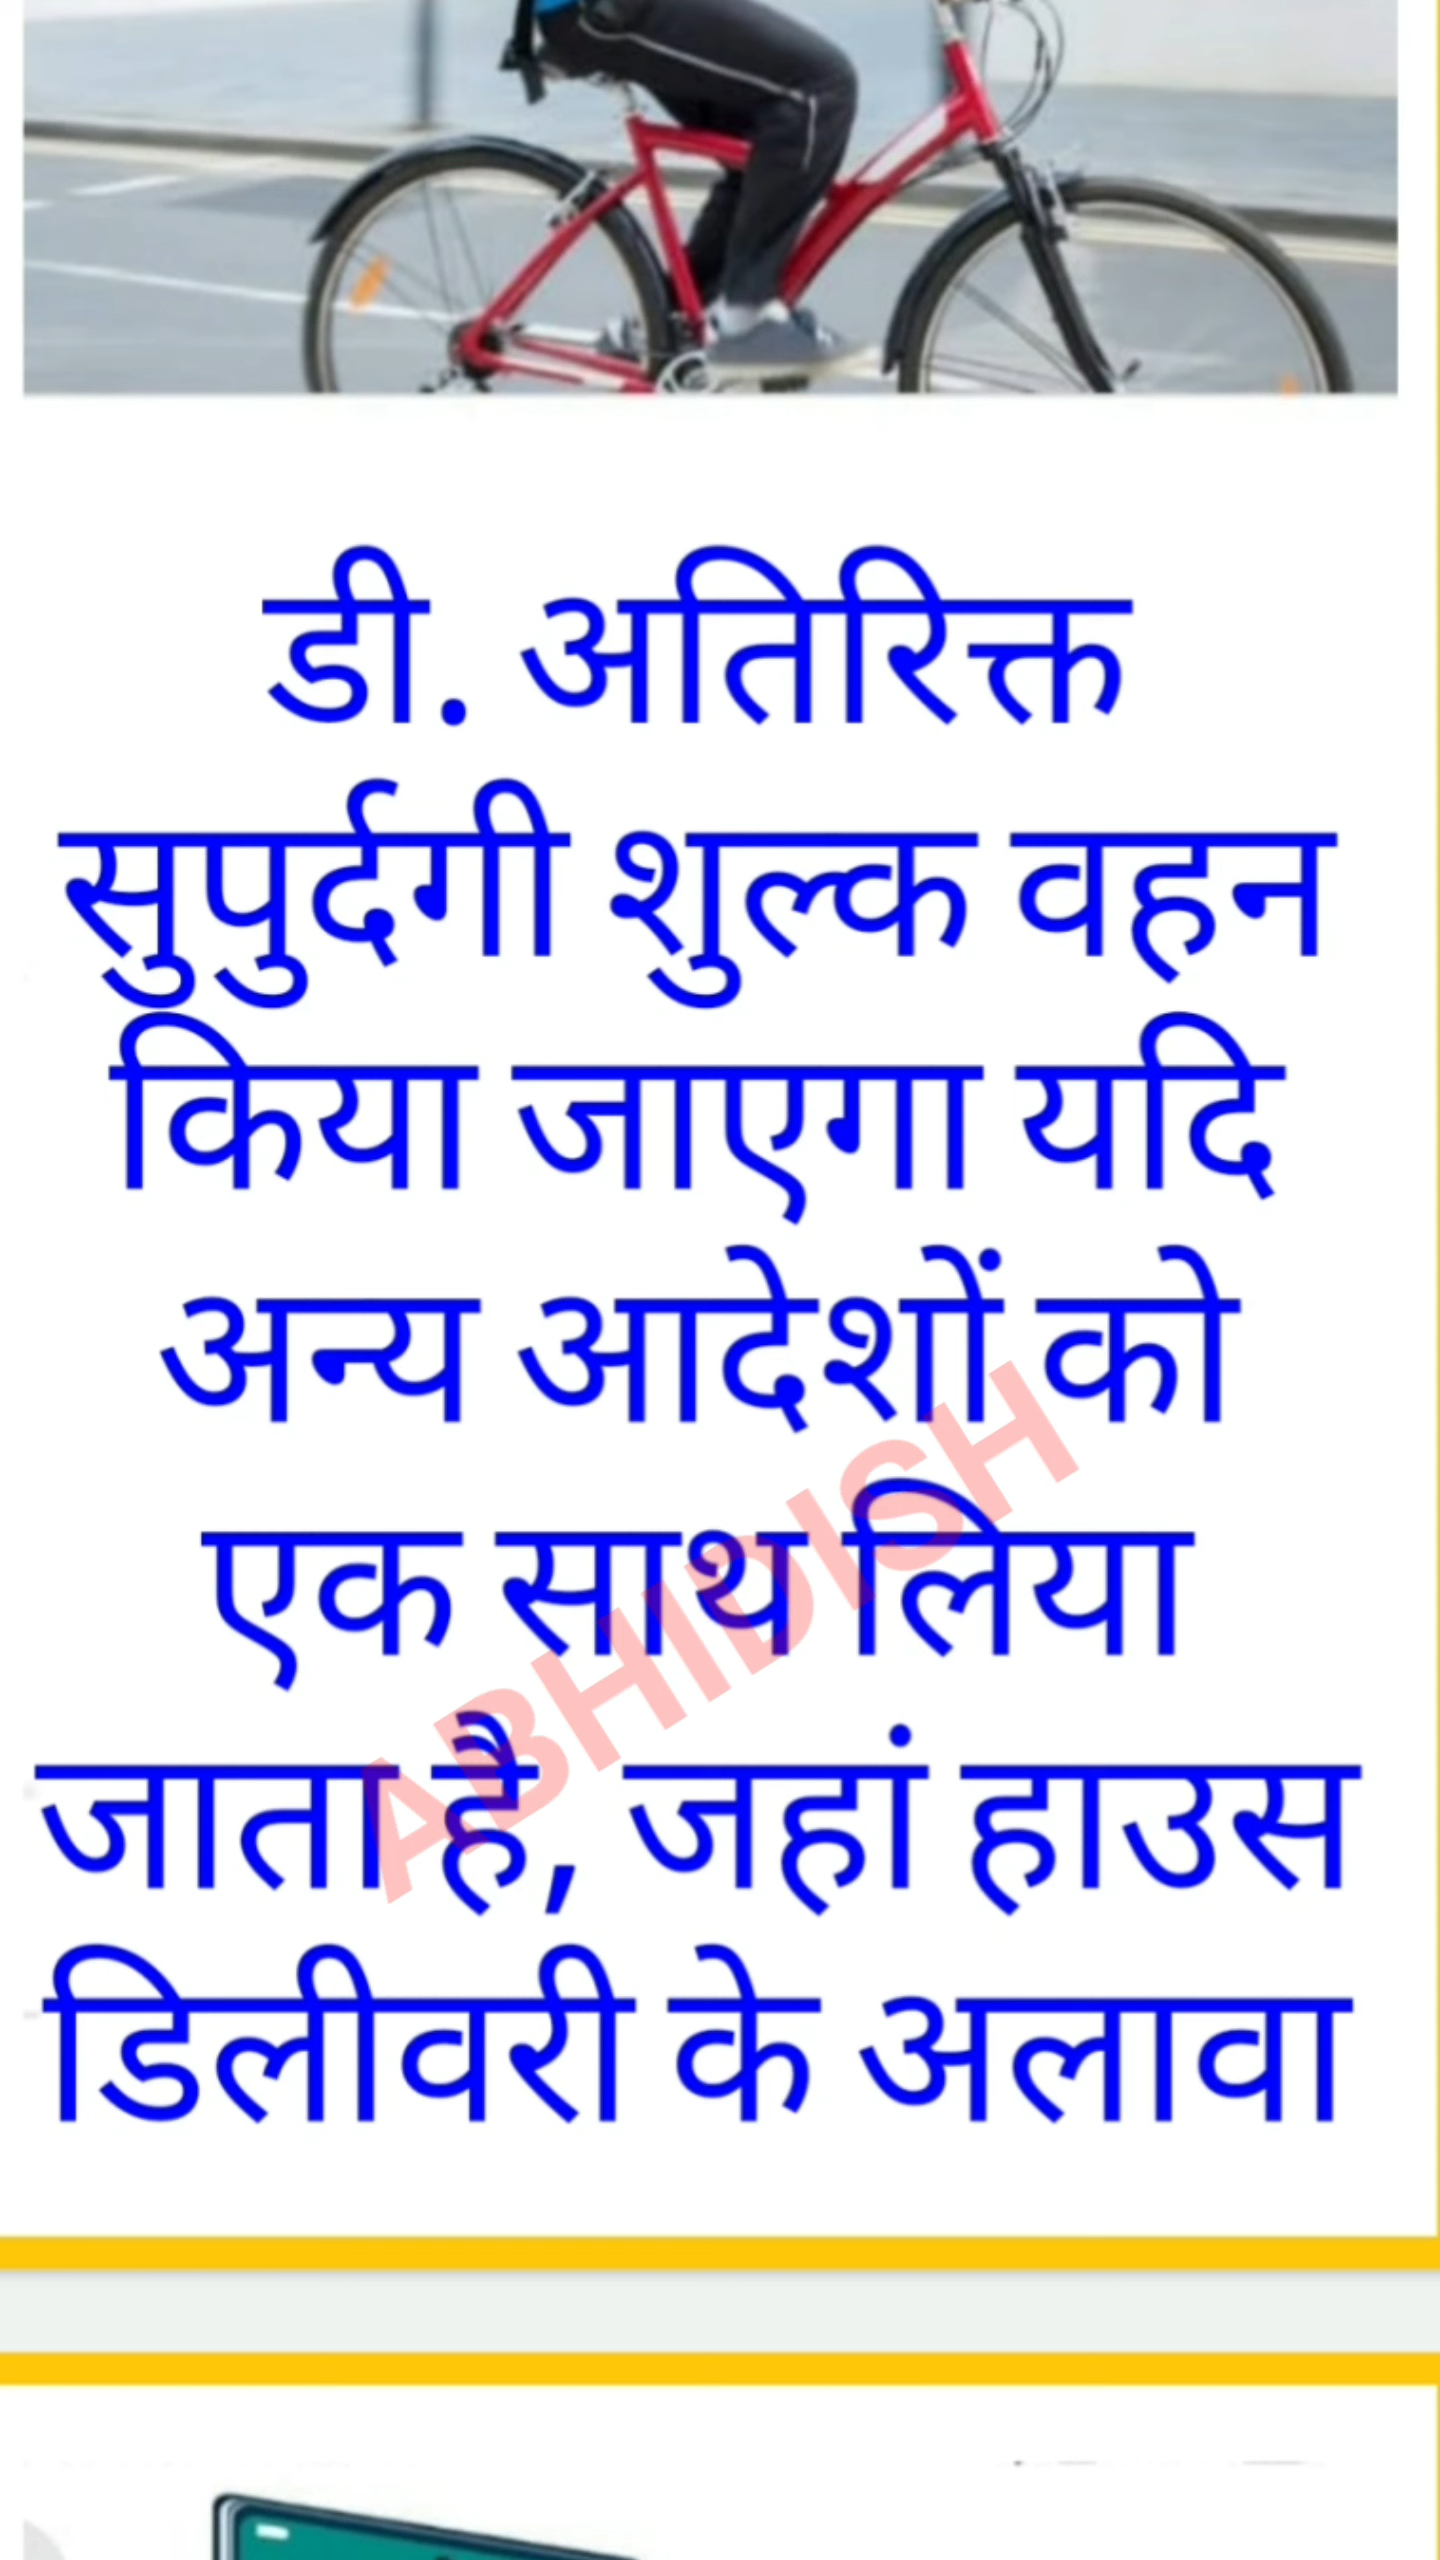 डी. अतिरिक्त
सुपुर्दगी शुल्क वहन
किया जाएगा यदि
अन्य आदेशों को
एक साथ लिया
जाता है, जहां हाउस
डिलीवरी के अलावा
ABHIDISH